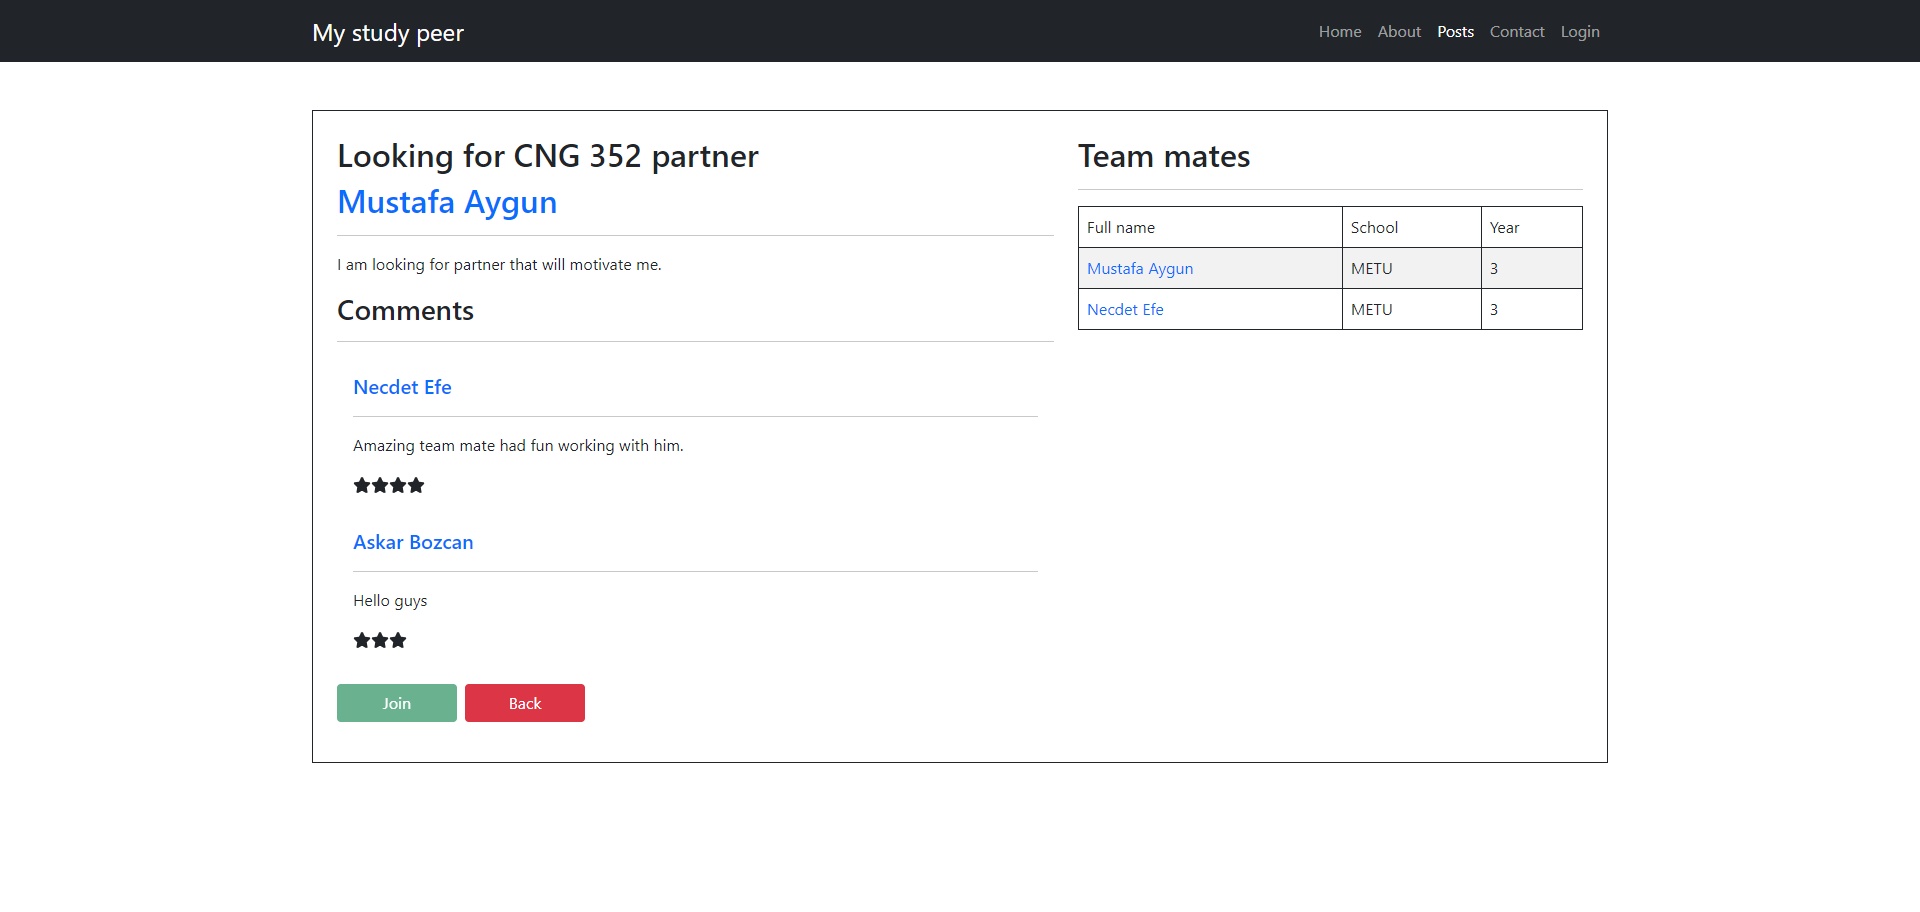 My study peer
Home About Posts Contact Login
Looking for CNG 352 partner
Mustafa Aygun
I am looking for partner that will motivate me.
Comments
Necdet Efe
Amazing team mate had fun working with him.
Askar Bozcan
Hello guys
Join Back
Team mates
Full name School Year
Mustafa Aygun METU 3
Necdet Efe METU 3